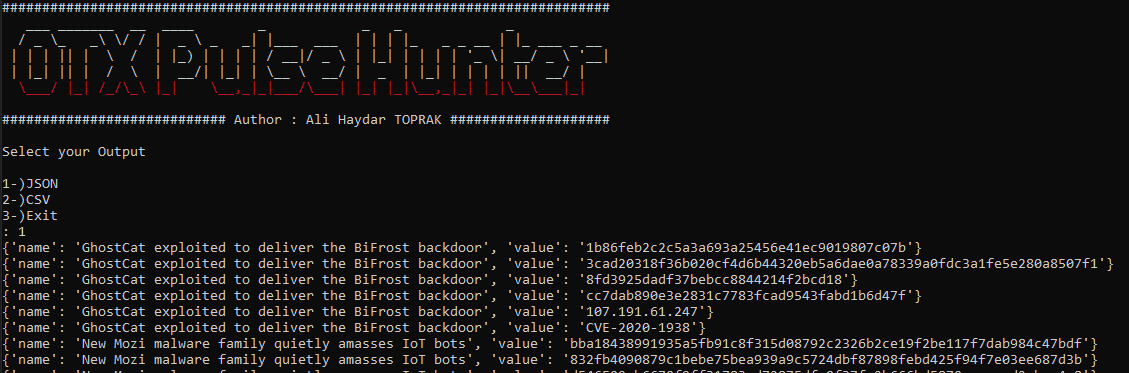 ############################################################################
OTX PulseHunter
############################ Author : Ali Haydar TOPRAK ####################
Select your Output
1-)JSON
2-)CSV
3-)Exit
: 1
{'name': 'GhostCat exploited to deliver the BiFrost backdoor', 'value': '1b86feb2c2c5a3a693a25456e41ec9019807c07b'}
{'name': 'GhostCat exploited to deliver the BiFrost backdoor', 'value': '3cad20318f36b020cf4d6b44320eb5a6dae0a78339a0fdc3a1fe5e280a8507f1'}
{'name': 'GhostCat exploited to deliver the BiFrost backdoor', 'value': '8fd3925dadf37bebcc8844214f2bcd18'}
{'name': 'GhostCat exploited to deliver the BiFrost backdoor', 'value': 'cc7dab890e3e2831c7783fcad9543fabd1b6d47f'}
{'name': 'GhostCat exploited to deliver the BiFrost backdoor', 'value': '107.191.61.247'}
{'name': 'GhostCat exploited to deliver the BiFrost backdoor', 'value': 'CVE-2020-1938'}
{'name': 'New Mozi malware family quietly amasses IoT bots', 'value': 'bba18438991935a5fb91c8f315d08792c2326b2ce19f2be117f7dab984c47bdf'}
{'name': 'New Mozi malware family quietly amasses IoT bots', 'value': '832fb4090879c1bebe75bea939a9c5724dbf87898febd425f94f7e03ee687d3b'}